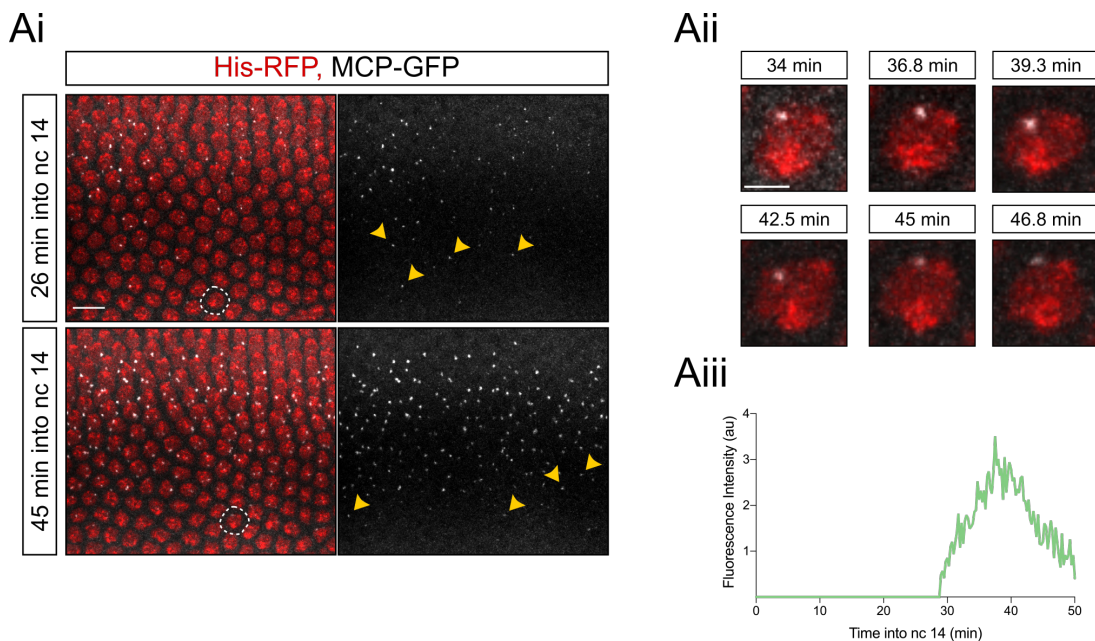 Ai
His-RFP, MCP-GFP
26 min into nc 14
45 min into nc 14
Aii
34 min
36.8 min
39.3 min
42.5 min
45 min
46.8 min
Aiii
Fluorescence Intensity (au)
4
3
2
1
0
10
20
30
40
50
Time into nc 14 (min)